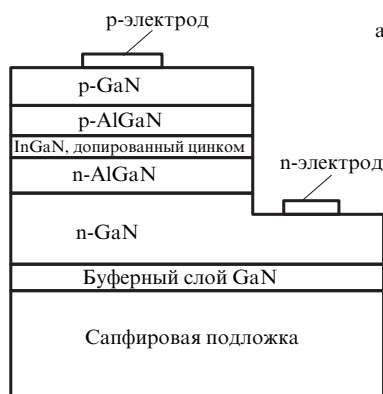 p-электрод
а
p-GaN
p-AlGaN
InGaN, допированный цинком
n-AlGaN
n-электрод
n-GaN
Буферный слой GaN
Сапфировая подложка